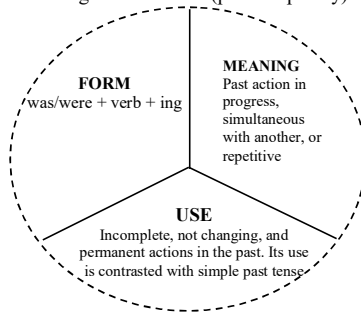 FORM
was/were + verb + ing
MEANING
Past action in
progress,
simultaneous
with another, or
repetitive
USE
Incomplete, not changing, and
permanent actions in the past. Its use
is contrasted with simple past tense